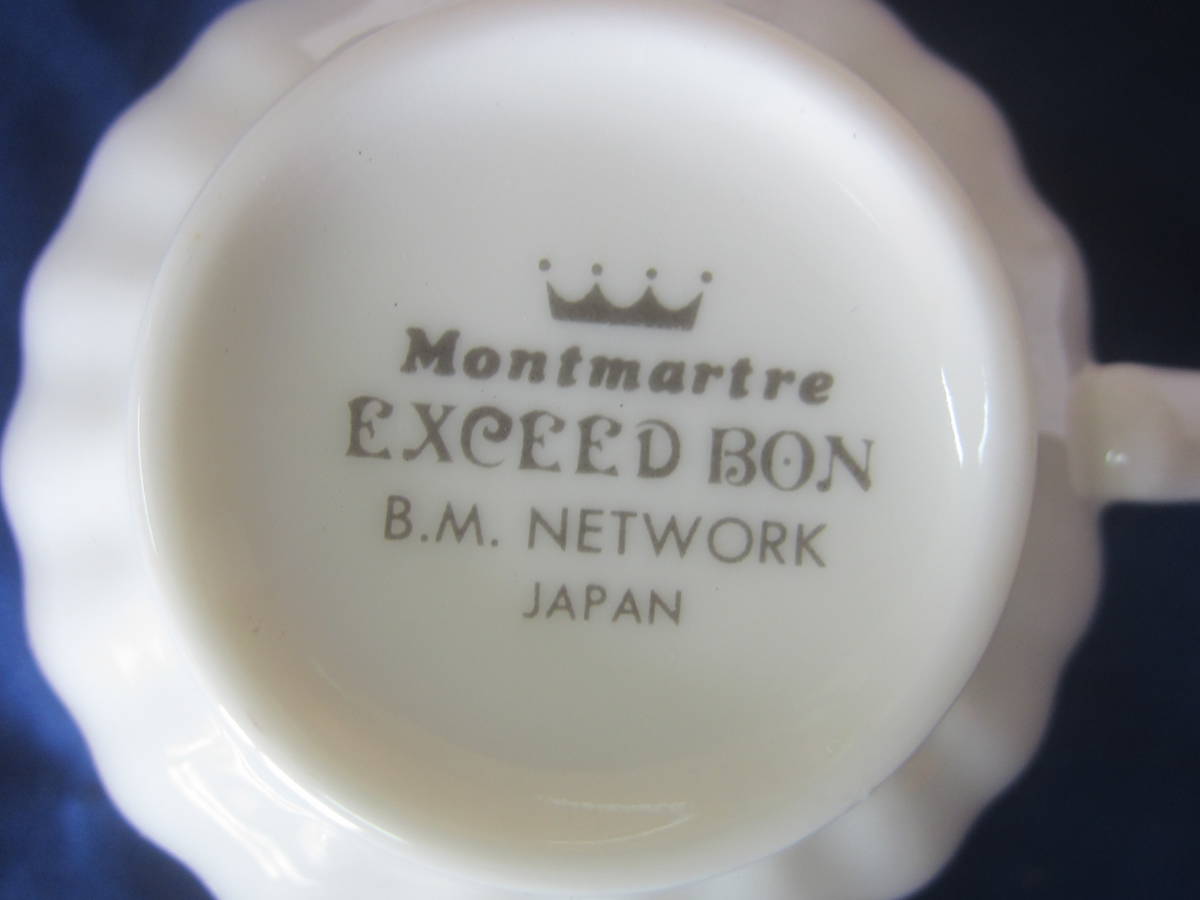 Montmartre
EXCEED BON
B.M. NETWORK
JAPAN